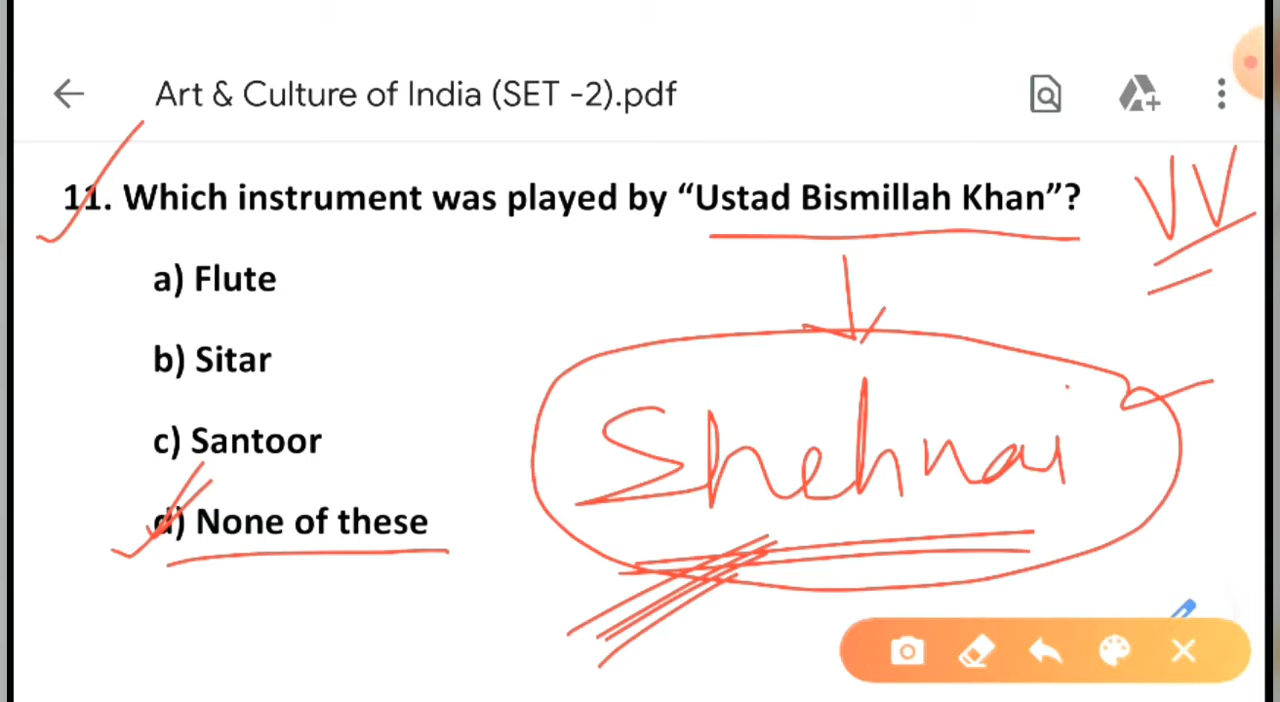 Art & Culture of India (SET -2).pdf
11. Which instrument was played by “Ustad Bismillah Khan”?
VV
a) Flute
b) Sitar
c) Santoor
d) None of these
Shehnai